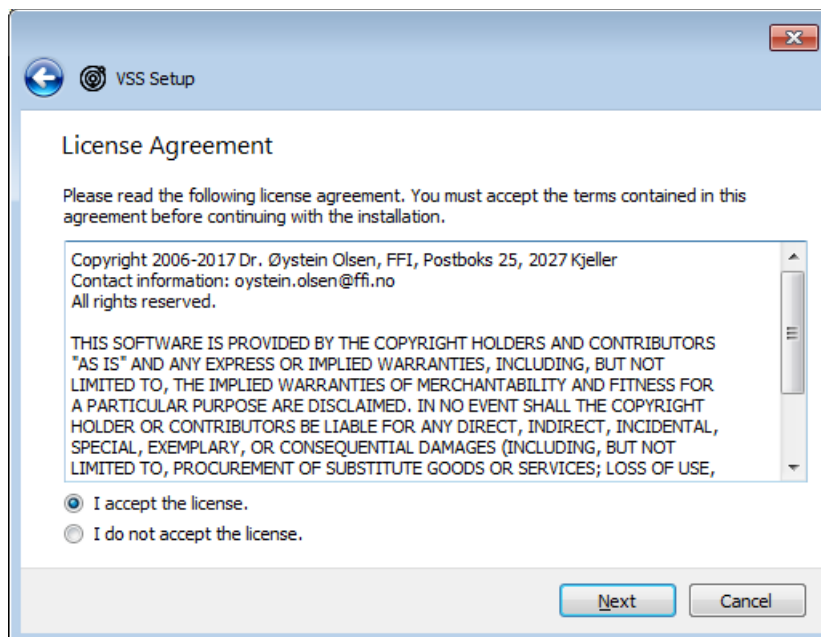 VSS Setup
License Agreement
Please read the following license agreement. You must accept the terms contained in this
agreement before continuing with the installation.
Copyright 2006-2017 Dr. Øystein Olsen, FFI, Postboks 25, 2027 Kjeller
Contact information: oystein.olsen@ffi.no
All rights reserved.
THIS SOFTWARE IS PROVIDED BY THE COPYRIGHT HOLDERS AND CONTRIBUTORS
"AS IS" AND ANY EXPRESS OR IMPLIED WARRANTIES, INCLUDING, BUT NOT
LIMITED TO, THE IMPLIED WARRANTIES OF MERCHANTABILITY AND FITNESS FOR
A PARTICULAR PURPOSE ARE DISCLAIMED. IN NO EVENT SHALL THE COPYRIGHT
HOLDER OR CONTRIBUTORS BE LIABLE FOR ANY DIRECT, INDIRECT, INCIDENTAL,
SPECIAL, EXEMPLARY, OR CONSEQUENTIAL DAMAGES (INCLUDING, BUT NOT
LIMITED TO, PROCUREMENT OF SUBSTITUTE GOODS OR SERVICES; LOSS OF USE,
I accept the license.
I do not accept the license.
Next
Cancel